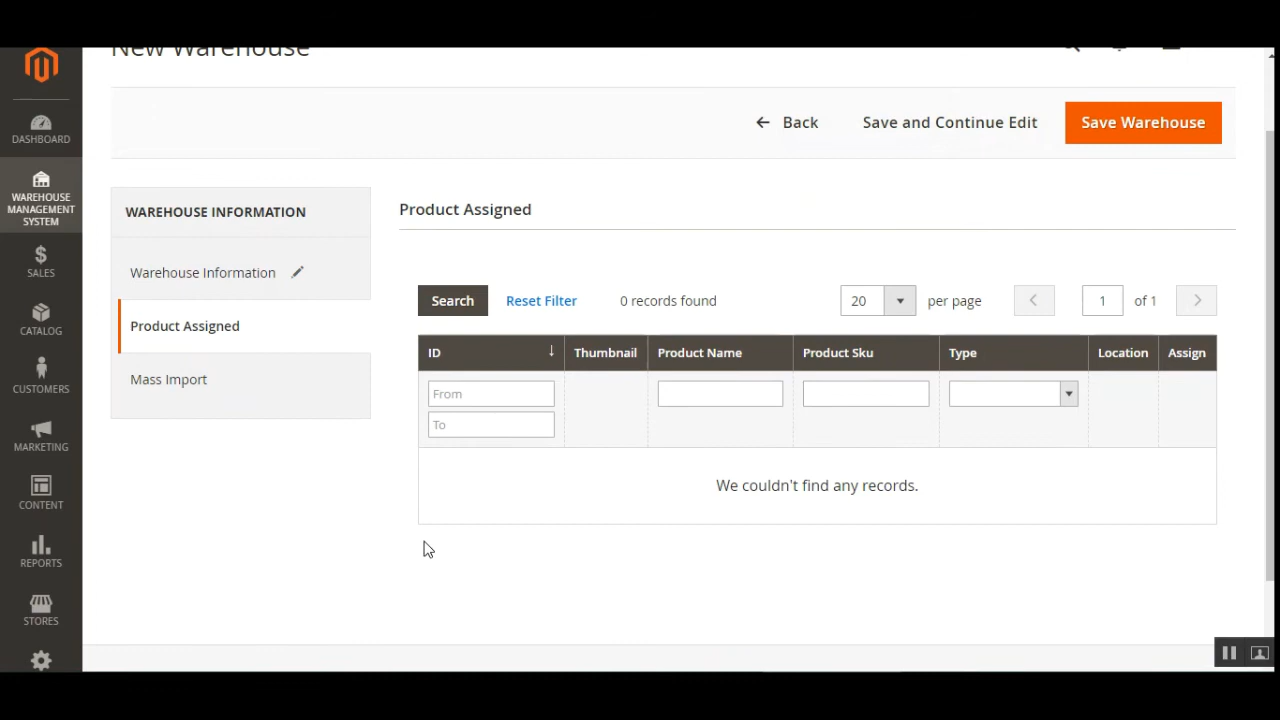 New Warehouse
Back
Save and Continue Edit
Save Warehouse
DASHBOARD
WAREHOUSE
MANAGEMENT
SYSTEM
SALES
CATALOG
CUSTOMERS
MARKETING
CONTENT
REPORTS
STORES
WAREHOUSE INFORMATION
Warehouse Information
Product Assigned
Mass Import
Product Assigned
Search Reset Filter 0 records found 20 per page 1 of 1
ID Thumbnail Product Name Product Sku Type Location Assign
From
To
We couldn't find any records.